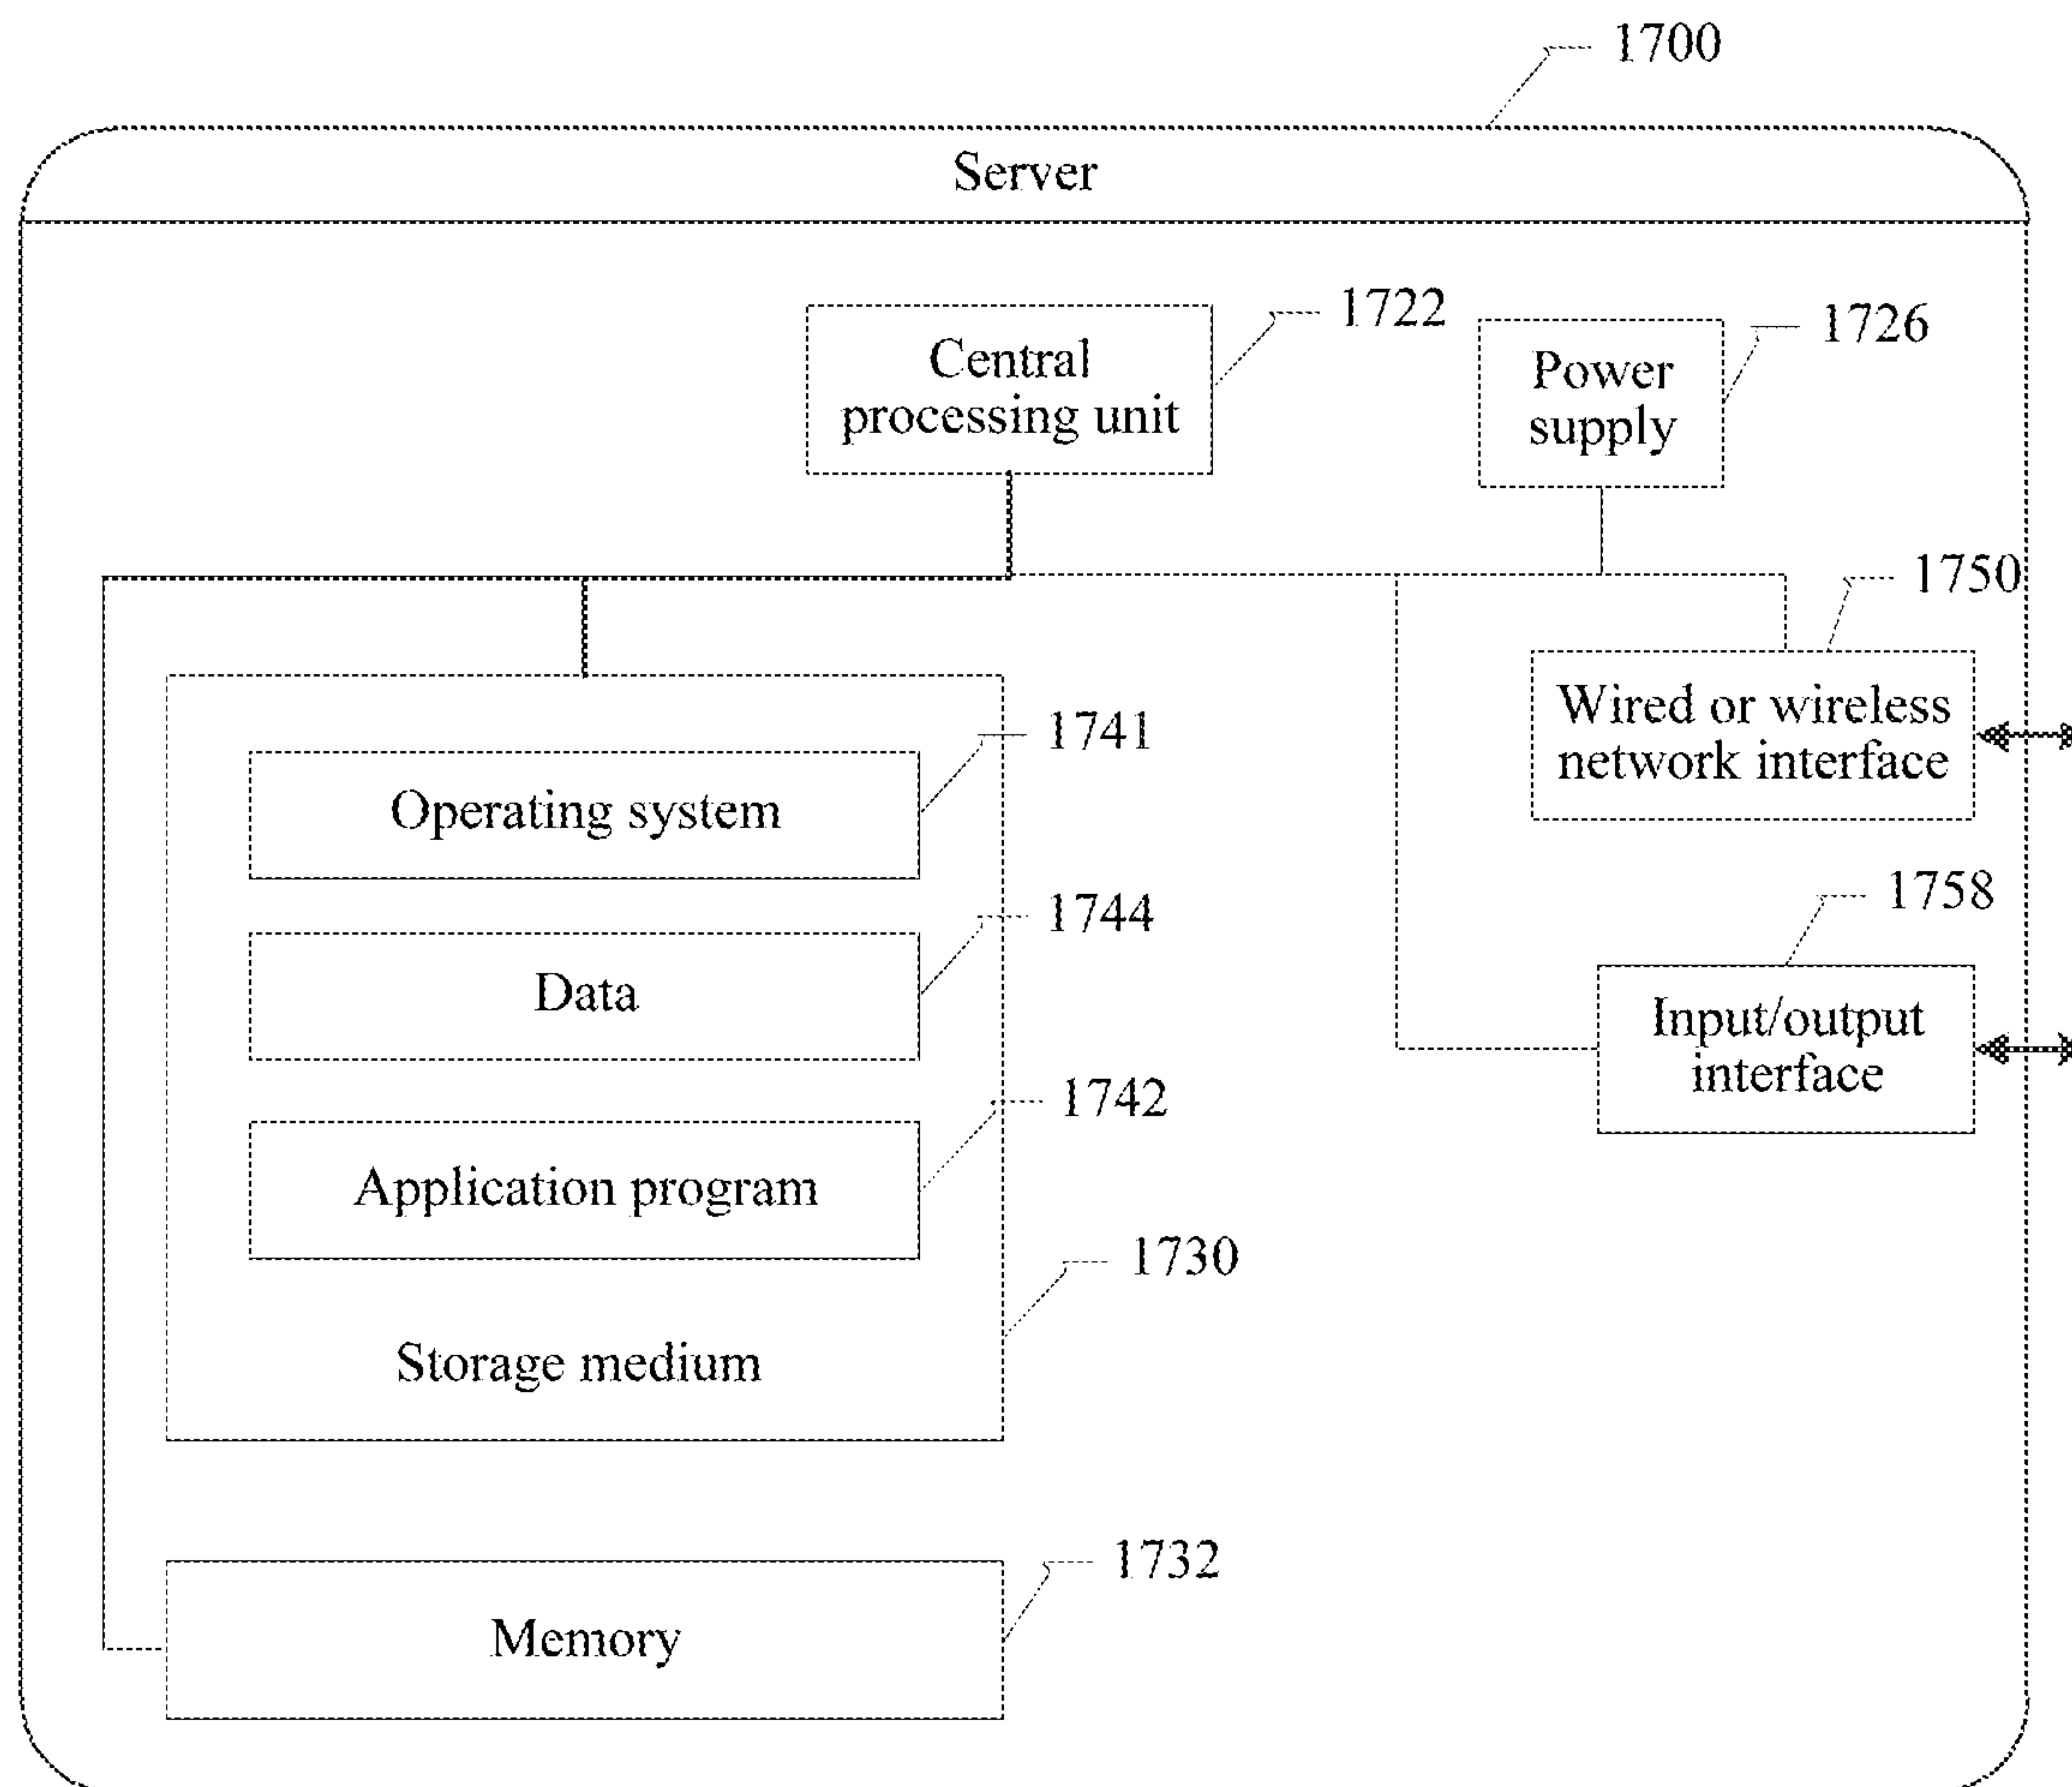 1700
Server
1722
Central
processing unit
1726
Power
supply
1750
Wired or wireless
network interface
1741
Operating system
1744
Data
1758
Input/output
interface
1742
Application program
1730
Storage medium
1732
Memory